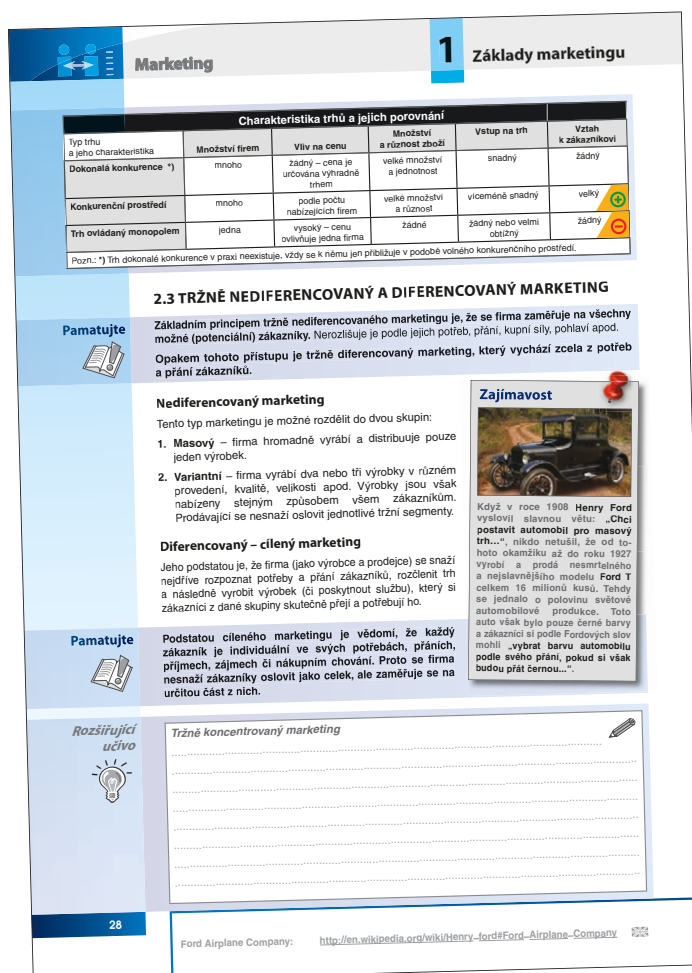 Marketing
1 Základy marketingu
Charakteristika trhů a jejich porovnání
Typ trhu
a jeho charakteristika
Množství firem
Vliv na cenu
Množství
a různost zboží
Vstup na trh
Vztah
k zákazníkovi
Dokonalá konkurence *)
mnoho
žádný – cena je
určována výhradně
trhem
velké množství
a jednotnost
snadný
žádný
Konkurenční prostředí
mnoho
podle počtu
nabízejících firem
velké množství
a různost
víceméně snadný
velký
Trh ovládaný monopolem
jedna
vysoký – cenu
ovlivňuje jedna firma
žádné
žádný nebo velmi
obtížný
žádný
Pozn.: *) Trh dokonalé konkurence v praxi neexistuje, vždy se k němu jen přibližuje v podobě volného konkurenčního prostředí.
2.3 TRŽNĚ NEDIFERENCOVANÝ A DIFERENCOVANÝ MARKETING
Pamatujte
Základním principem tržně nediferencovaného marketingu je, že se firma zaměřuje na všechny
možné (potenciální) zákazníky. Nerozlišuje je podle jejich potřeb, přání, kupní síly, pohlaví apod.
Opakem tohoto přístupu je tržně diferencovaný marketing, který vychází zcela z potřeb
a přání zákazníků.
Nediferencovaný marketing
Tento typ marketingu je možné rozdělit do dvou skupin:
1. Masový – firma hromadně vyrábí a distribuuje pouze
jeden výrobek.
2. Variantní – firma vyrábí dva nebo tři výrobky v různém
provedení, kvalitě, velikosti apod. Výrobky jsou však
nabízeny stejným způsobem všem zákazníkům.
Prodávající se nesnaží oslovit jednotlivé tržní segmenty.
Diferencovaný – cílený marketing
Jeho podstatou je, že firma (jako výrobce a prodejce) se snaží
nejdříve rozpoznat potřeby a přání zákazníků, rozčlenit trh
a následně vyrobit výrobek (či poskytnout službu), který si
zákazníci z dané skupiny skutečně přejí a potřebují ho.
Zajímavost
Když v roce 1908 Henry Ford
vyslovil slavnou větu: „Chci
postavit automobil pro masový
trh...“, nikdo netušil, že od to-
hoto okamžiku až do roku 1927
vyrobí a prodá nesmrtelného
a nejslavnějšího modelu Ford T
celkem 16 milionů kusů. Tehdy
se jednalo o polovinu světové
automobilové produkce. Toto
auto však bylo pouze černé barvy
a zákazníci si podle Fordových slov
mohli „vybrat barvu automobilu
podle svého přání, pokud si však
budou přát černou...“.
Pamatujte
Podstatou cíleného marketingu je vědomí, že každý
zákazník je individuální ve svých potřebách, přáních,
příjmech, zájmech či nákupním chování. Proto se firma
nesnaží zákazníky oslovit jako celek, ale zaměřuje se na
určitou část z nich.
Rozšiřující
učivo
Tržně koncentrovaný marketing
28
Ford Airplane Company: http://en.wikipedia.org/wiki/Henry_ford#Ford_Airplane_Company